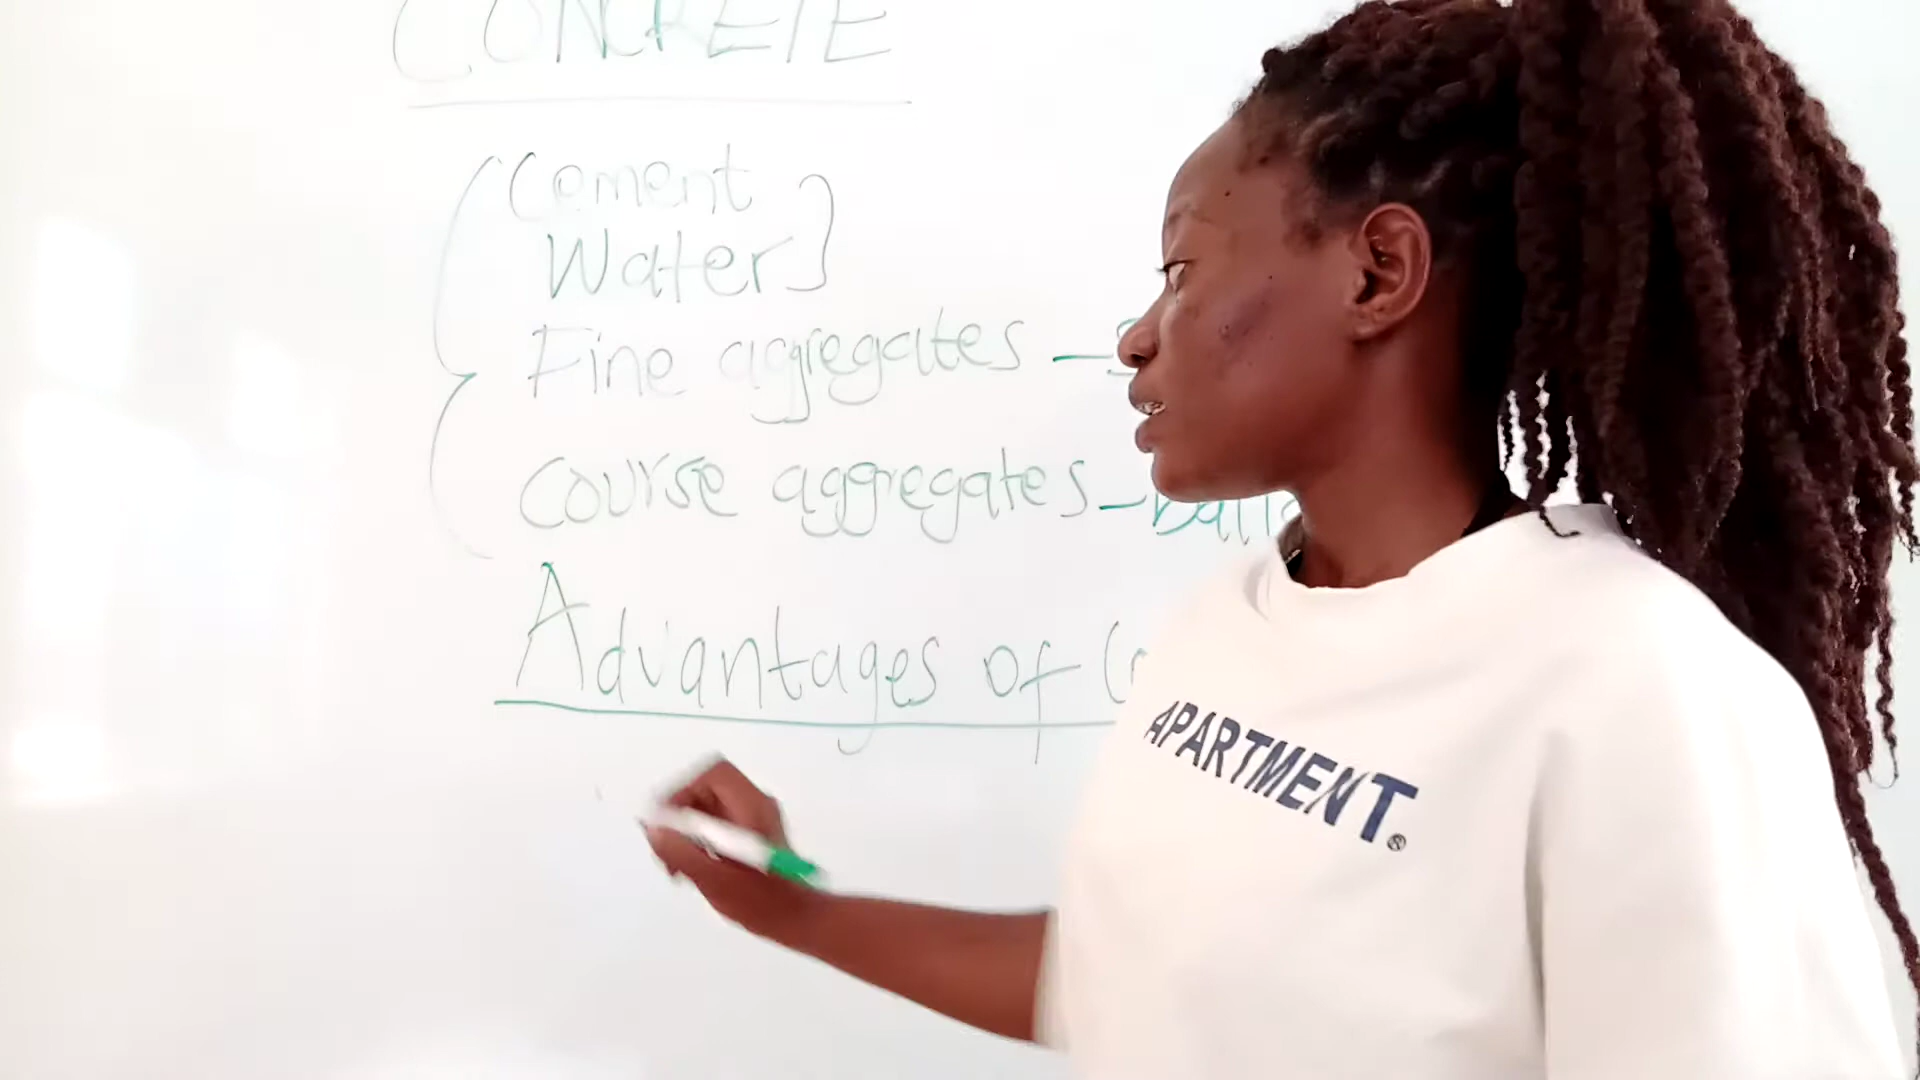 CONCRETE
Cement
Water
Fine aggregates –
Course aggregates –
Advantages of
APARTMENT®